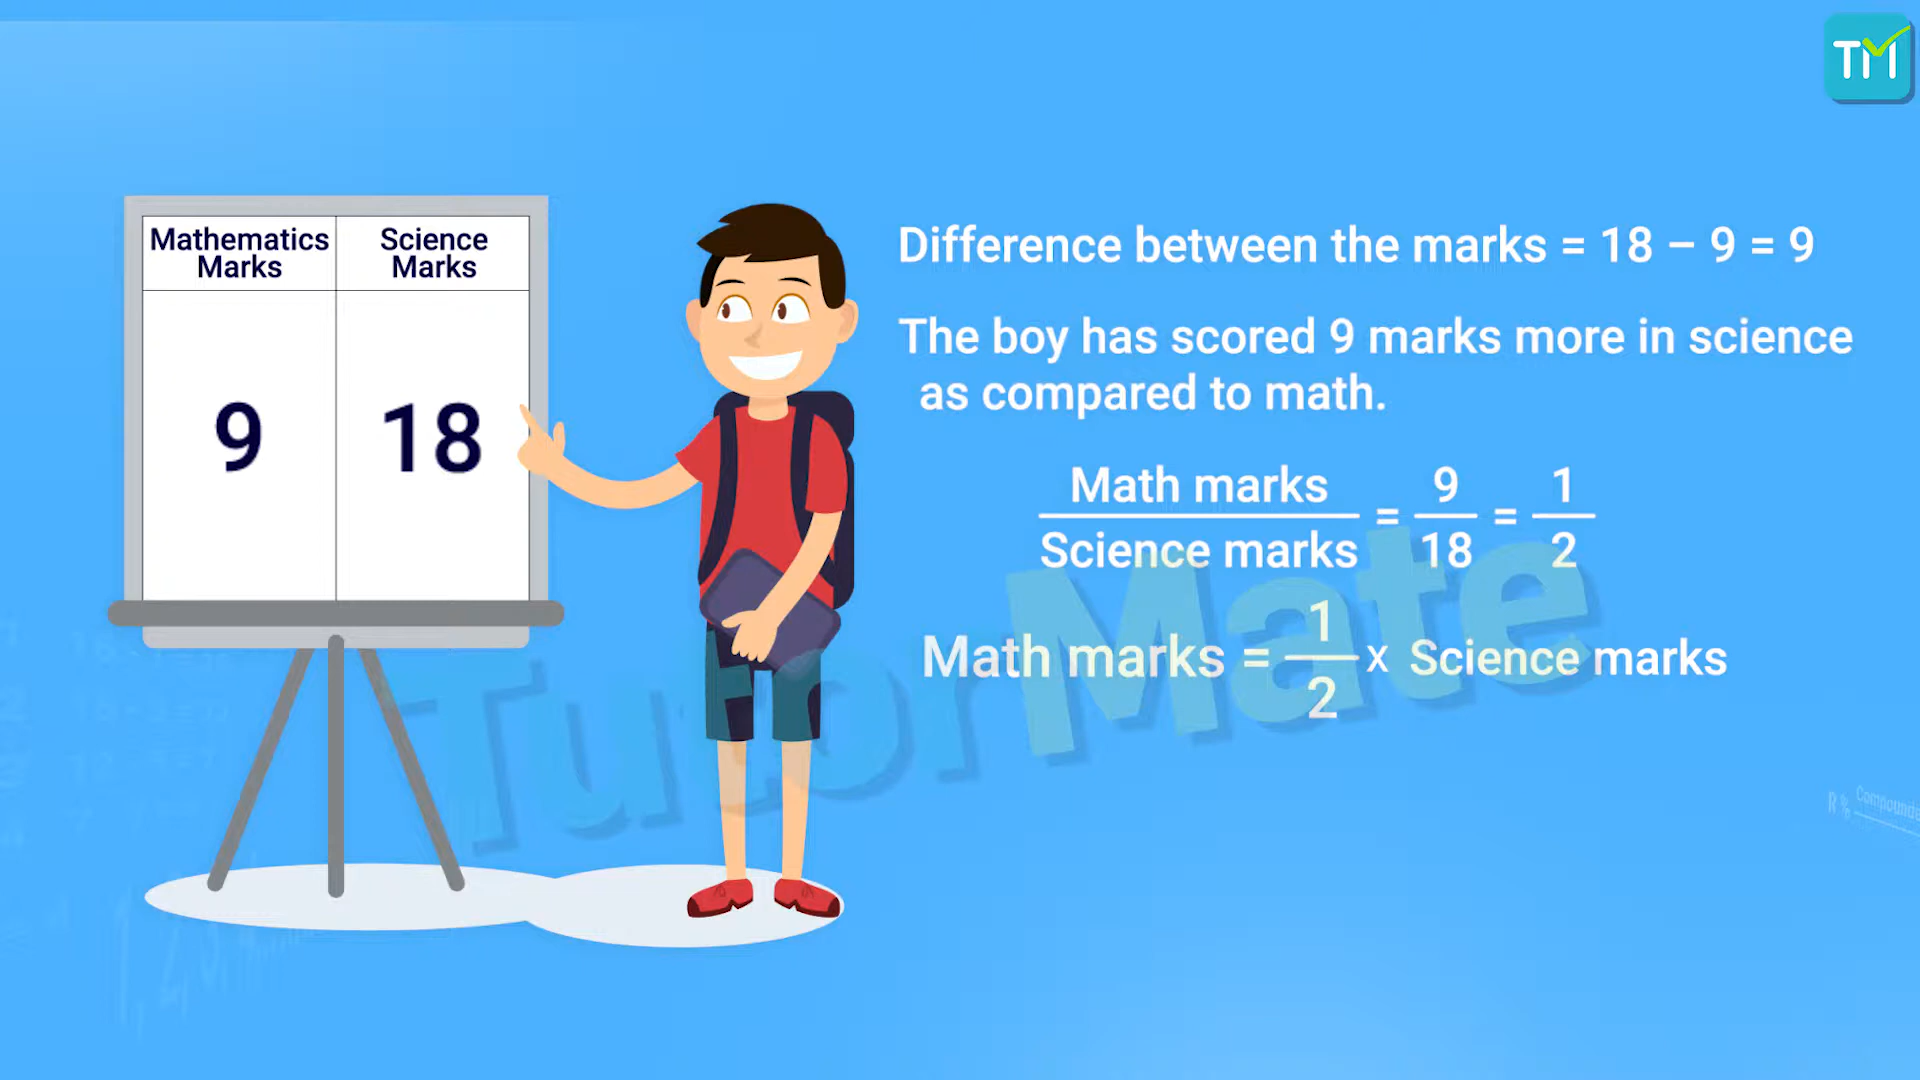 TM
Mathematics
Marks
Science
Marks
9
18
Difference between the marks = 18 – 9 = 9
The boy has scored 9 marks more in science
as compared to math.
Math marks / Science marks = 9/18 = 1/2
Math marks = 1/2 x Science marks
TutorMate
R %